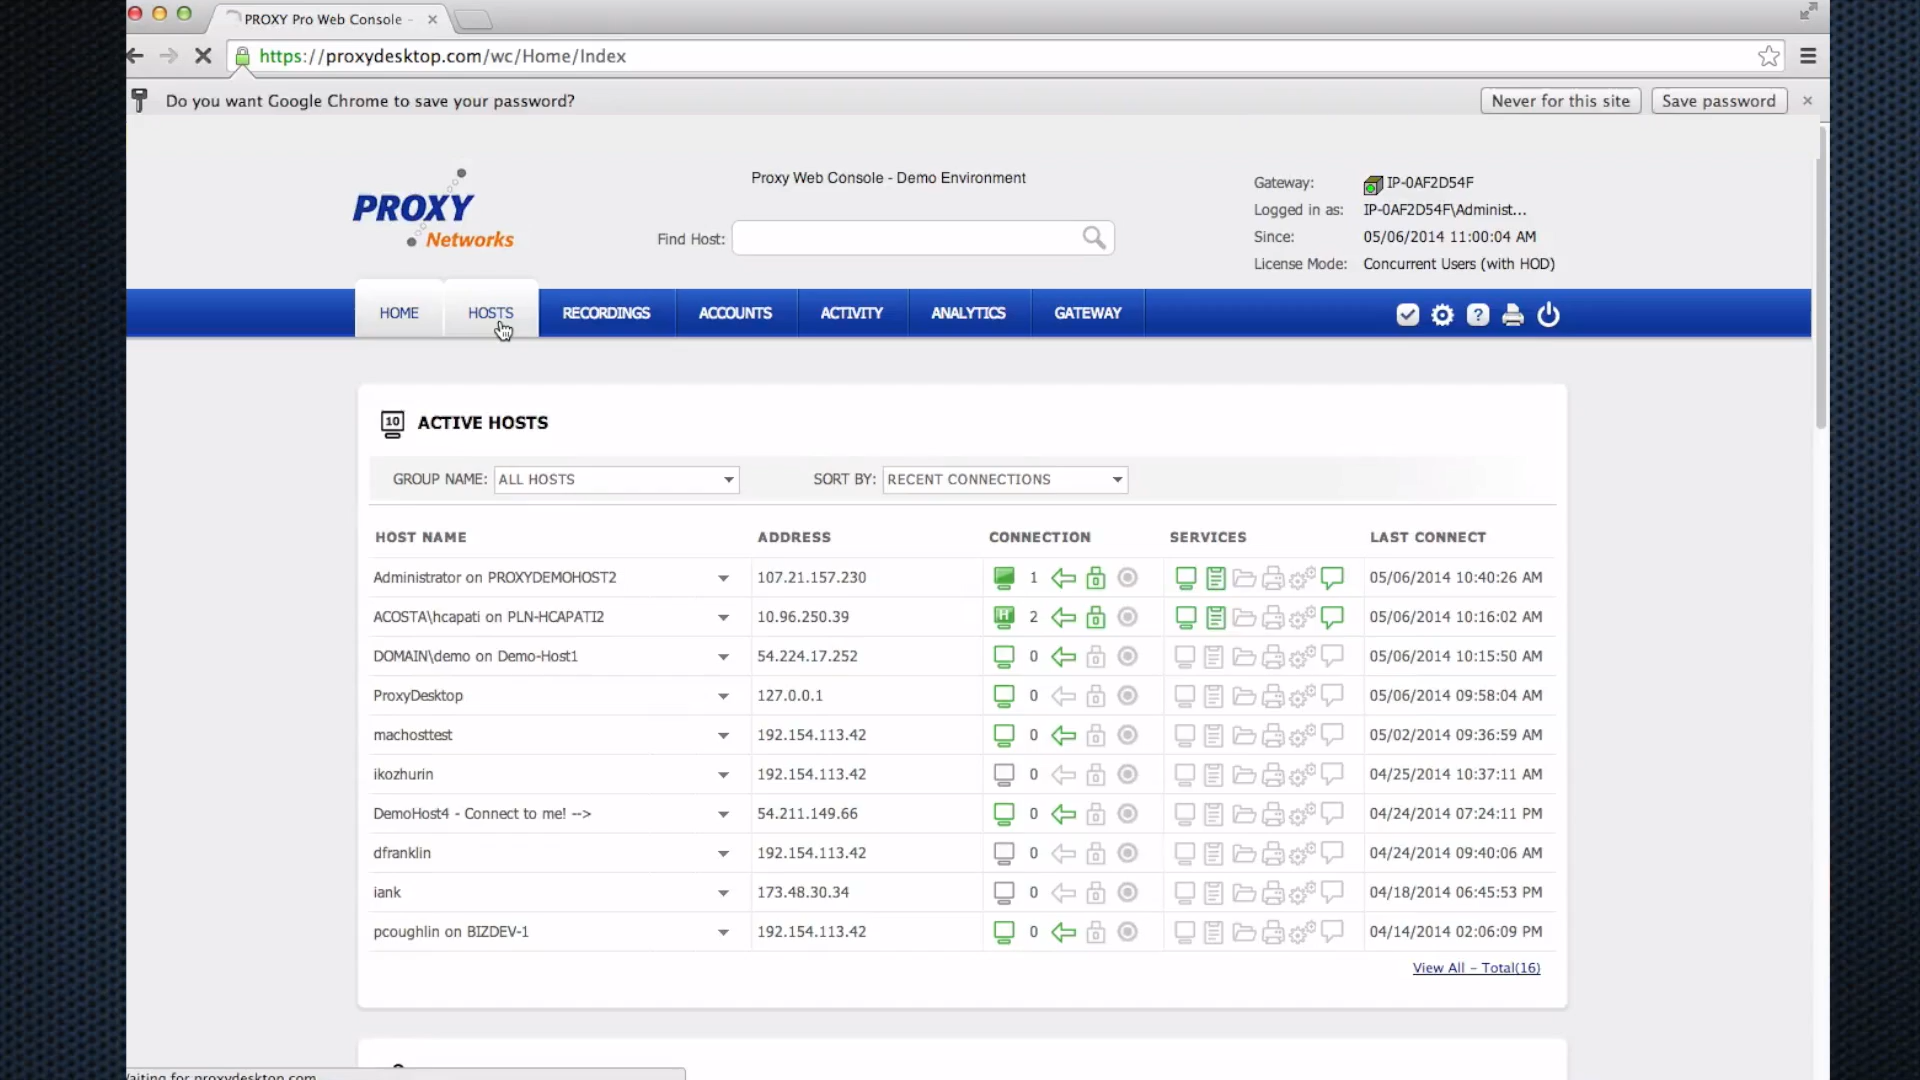 PROXY Pro Web Console -
https://proxydesktop.com/wc/Home/Index
Do you want Google Chrome to save your password?
Never for this site
Save password
PROXY
Networks
Proxy Web Console - Demo Environment
Find Host:
Gateway: IP-0AF2D54F
Logged in as: IP-0AF2D54F\Administ...
Since: 05/06/2014 11:00:04 AM
License Mode: Concurrent Users (with HOD)
HOME HOSTS RECORDINGS ACCOUNTS ACTIVITY ANALYTICS GATEWAY ?
10 ACTIVE HOSTS
GROUP NAME: ALL HOSTS SORT BY: RECENT CONNECTIONS
HOST NAME ADDRESS CONNECTION SERVICES LAST CONNECT
Administrator on PROXYDEMOHOST2 107.21.157.230 1 05/06/2014 10:40:26 AM
ACOSTA\hcapati on PLN-HCAPATI2 10.96.250.39 H 2 05/06/2014 10:16:02 AM
DOMAIN\demo on Demo-Host1 54.224.17.252 0 05/06/2014 10:15:50 AM
ProxyDesktop 127.0.0.1 0 05/06/2014 09:58:04 AM
machosttest 192.154.113.42 0 05/02/2014 09:36:59 AM
ikozhurin 192.154.113.42 0 04/25/2014 10:37:11 AM
DemoHost4 - Connect to me! --> 54.211.149.66 0 04/24/2014 07:24:11 PM
dfranklin 192.154.113.42 0 04/24/2014 09:40:06 AM
iank 173.48.30.34 0 04/18/2014 06:45:53 PM
pcoughlin on BIZDEV-1 192.154.113.42 0 04/14/2014 02:06:09 PM
View All - Total(16)
for proxydesktop.com